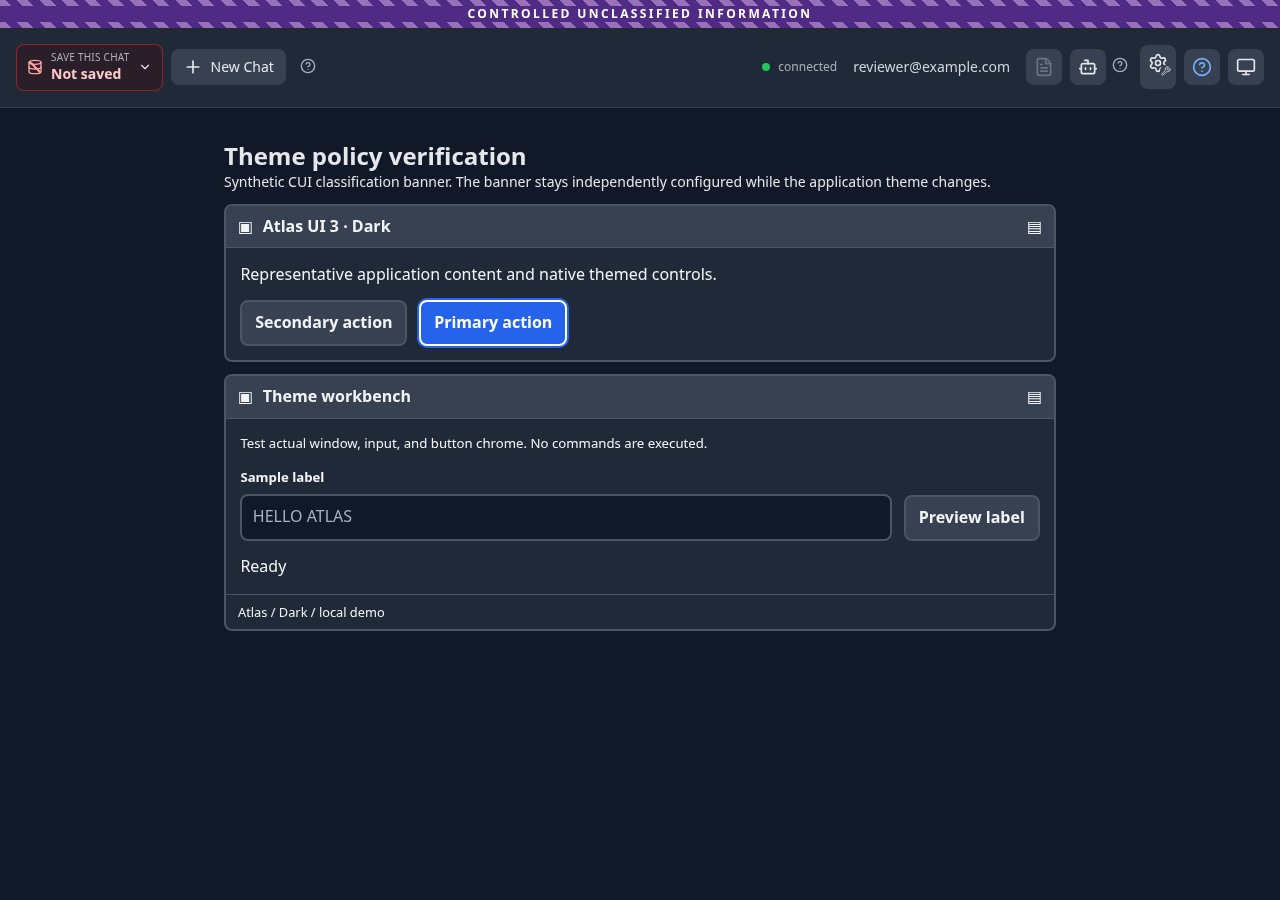 CONTROLLED UNCLASSIFIED INFORMATION
SAVE THIS CHAT
Not saved
New Chat
connected
reviewer@example.com
Theme policy verification
Synthetic CUI classification banner. The banner stays independently configured while the application theme changes.
Atlas UI 3 · Dark
Representative application content and native themed controls.
Secondary action
Primary action
Theme workbench
Test actual window, input, and button chrome. No commands are executed.
Sample label
HELLO ATLAS
Preview label
Ready
Atlas / Dark / local demo